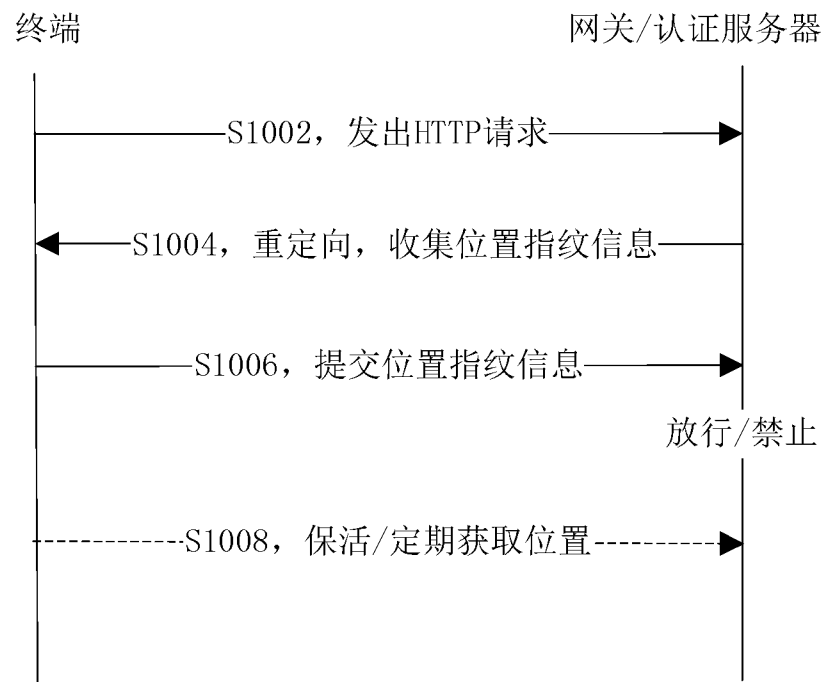 终端
网关/认证服务器
S1002，发出HTTP请求
S1004，重定向，收集位置指纹信息
S1006，提交位置指纹信息
放行/禁止
S1008，保活/定期获取位置